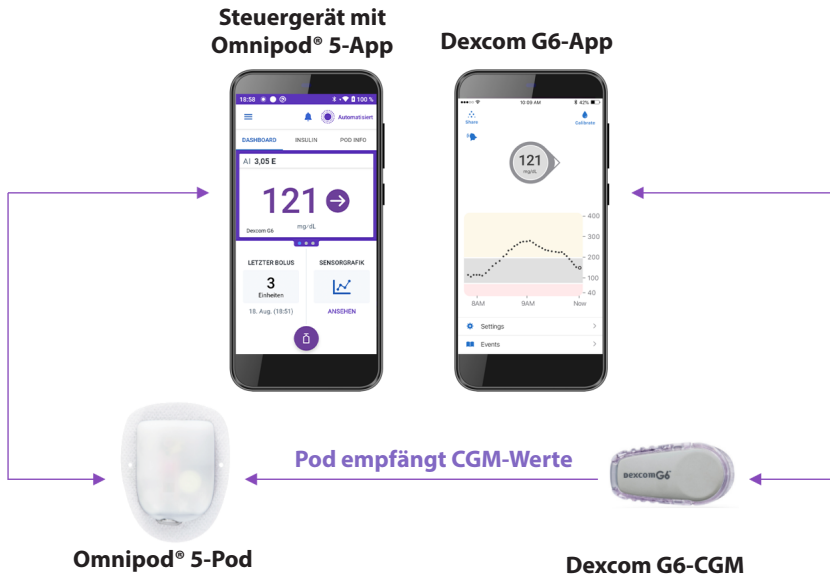 Steuergerät mit
Omnipod® 5-App
Dexcom G6-App
18:58
100 %
Automatisiert
DASHBOARD INSULIN POD INFO
AI 3,05 E
121
mg/dL
Dexcom G6
LETZTER BOLUS
3
Einheiten
18. Aug. (18:51)
SENSORGRAFIK
ANSEHEN
10:09 AM
42%
Share
Calibrate
121
mg/dL
400
300
200
100
40
8AM 9AM Now
Settings
Events
Pod empfängt CGM-Werte
Dexcom G6
Omnipod® 5-Pod
Dexcom G6-CGM